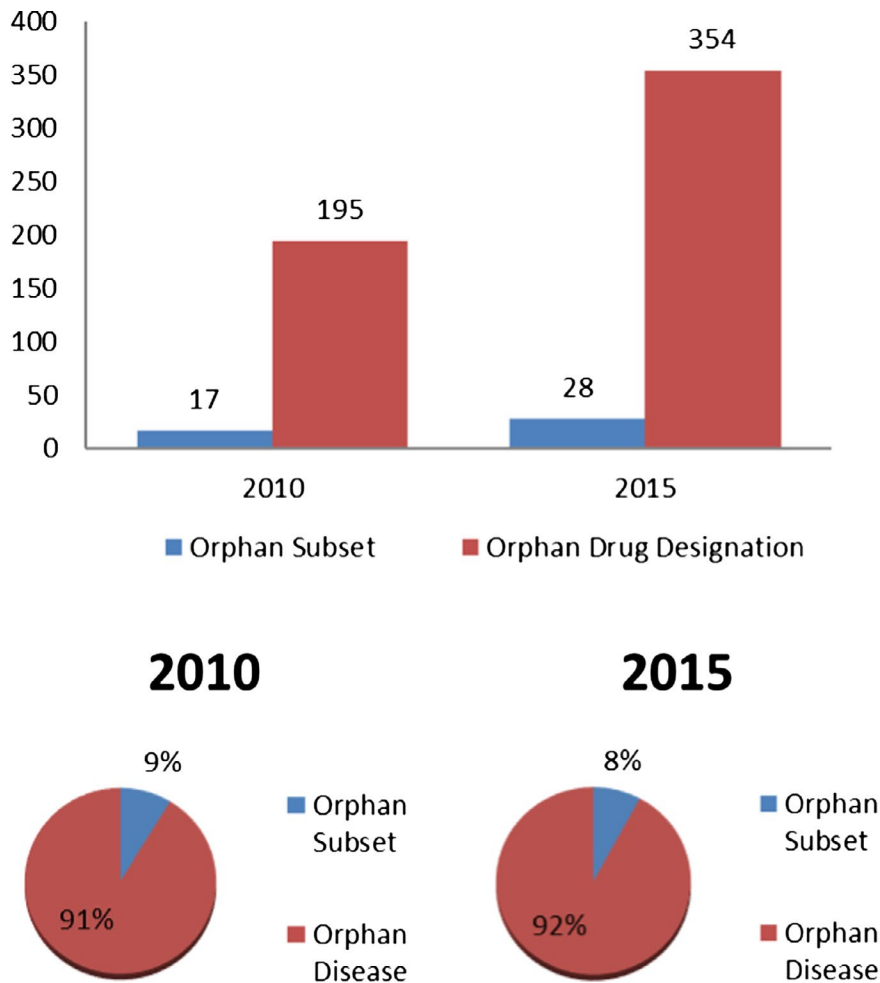 400
350
300
250
200
150
100
50
0
17
195
28
354
2010
2015
Orphan Subset
Orphan Drug Designation
2010
2015
9%
91%
Orphan
Subset
Orphan
Disease
8%
92%
Orphan
Subset
Orphan
Disease